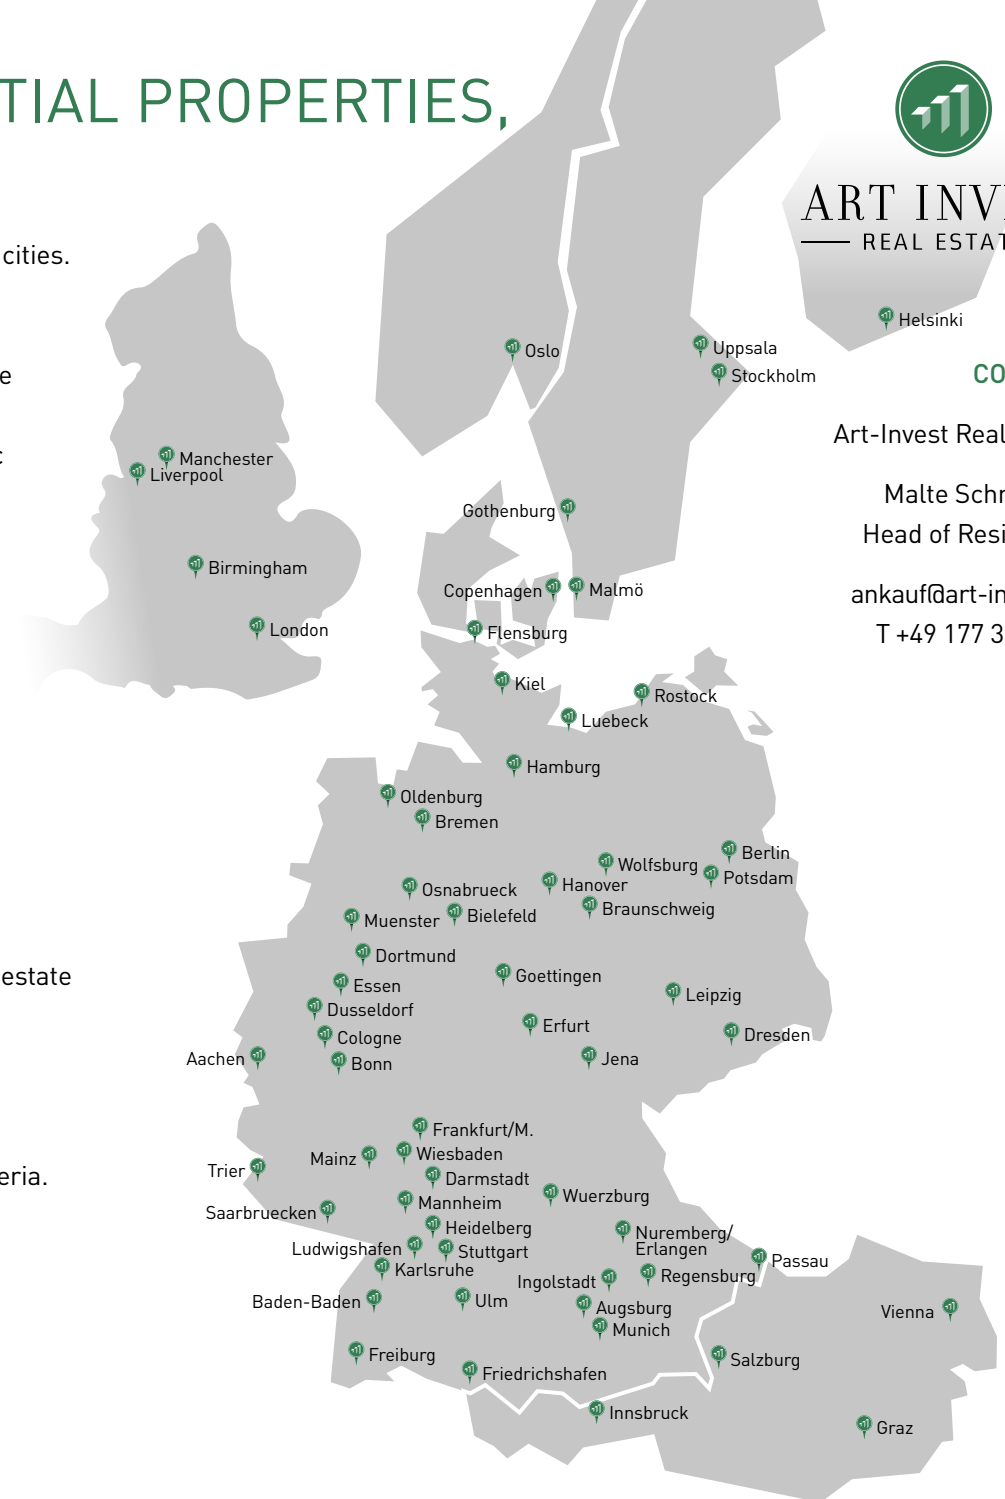 TIAL PROPERTIES,
cities.
ART INV
REAL ESTAT
Helsinki
Oslo
Uppsala
Stockholm
CO
Art-Invest Real
Manchester
Liverpool
Malte Schr
Gothenburg
Head of Resi
Birmingham
Copenhagen
Malmö
ankauf@art-in
London
Flensburg
T +49 177 3
Kiel
Rostock
Luebeck
Hamburg
Oldenburg
Bremen
Berlin
Wolfsburg
Potsdam
Hanover
Osnabrueck
Braunschweig
Bielefeld
Muenster
Dortmund
estate
Goettingen
Essen
Leipzig
Dusseldorf
Erfurt
Dresden
Cologne
Aachen
Jena
Bonn
Frankfurt/M.
Wiesbaden
Mainz
Trier
eria.
Darmstadt
Wuerzburg
Mannheim
Saarbruecken
Heidelberg
Nuremberg/
Erlangen
Ludwigshafen
Stuttgart
Passau
Karlsruhe
Regensburg
Ingolstadt
Baden-Baden
Ulm
Augsburg
Vienna
Munich
Freiburg
Salzburg
Friedrichshafen
Innsbruck
Graz